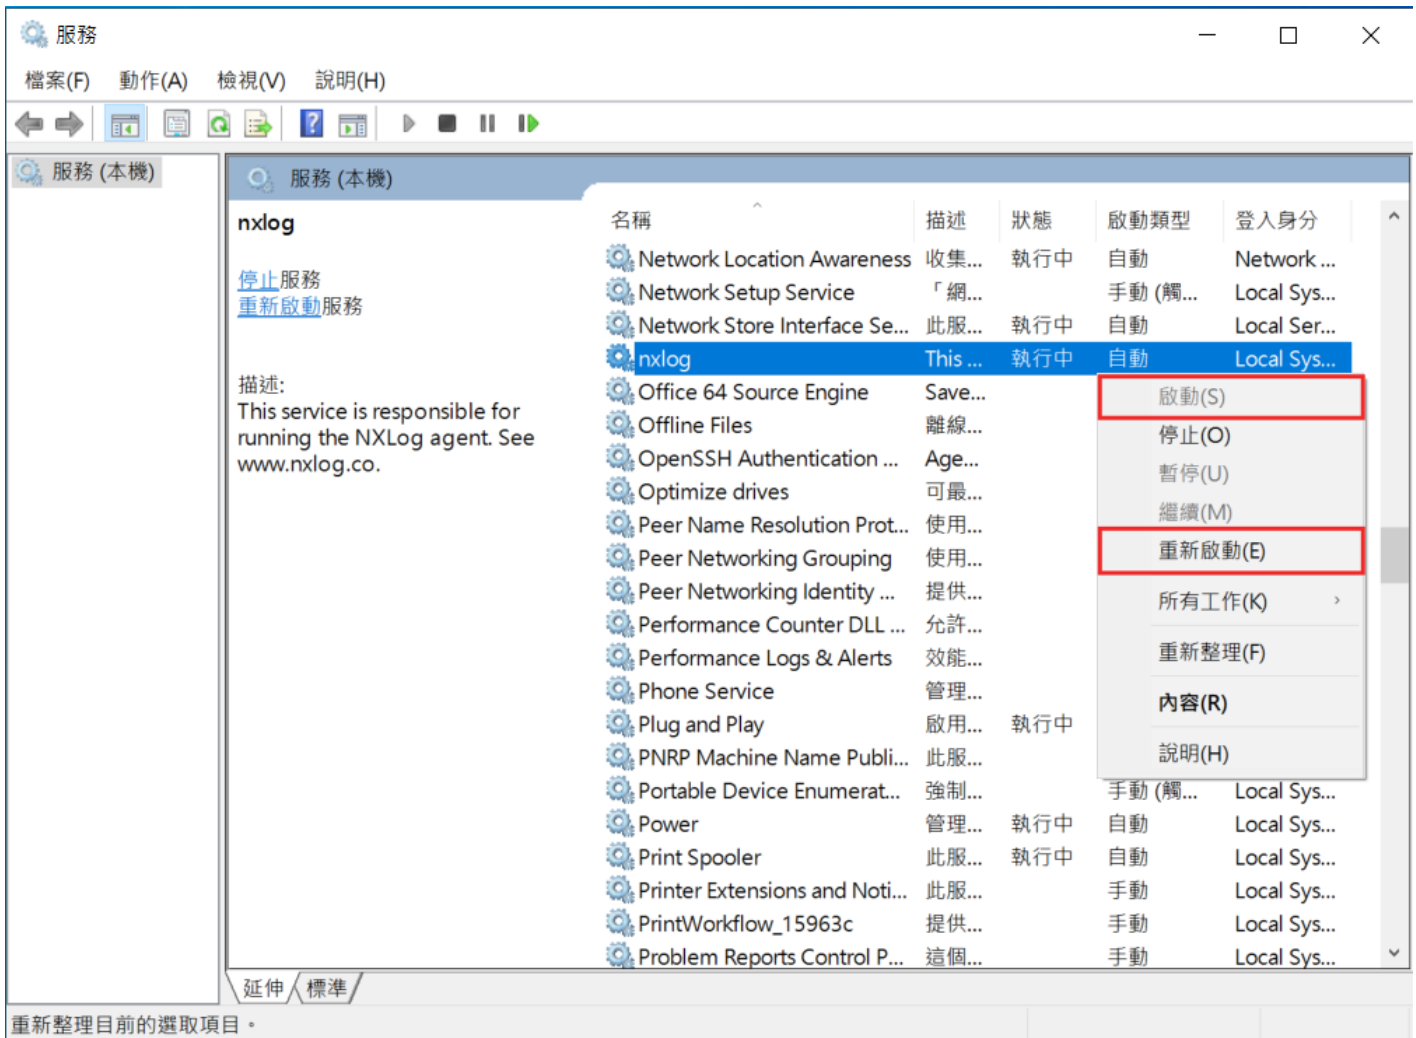 服務
檔案(F) 動作(A) 檢視(V) 說明(H)
服務 (本機)
服務 (本機)
nxlog
停止服務
重新啟動服務
描述:
This service is responsible for
running the NXLog agent. See
www.nxlog.co.
名稱 描述 狀態 啟動類型 登入身分
Network Location Awareness 收集... 執行中 自動 Network ...
Network Setup Service 「網... 手動 (觸... Local Sys...
Network Store Interface Se... 此服... 執行中 自動 Local Ser...
nxlog This ... 執行中 自動 Local Sys...
Office 64 Source Engine Save...
Offline Files 離線...
OpenSSH Authentication ... Age...
Optimize drives 可最...
Peer Name Resolution Prot... 使用...
Peer Networking Grouping 使用...
Peer Networking Identity ... 提供...
Performance Counter DLL ... 允許...
Performance Logs & Alerts 效能...
Phone Service 管理...
Plug and Play 啟用... 執行中
PNRP Machine Name Publi... 此服...
Portable Device Enumerat... 強制... 手動 (觸... Local Sys...
Power 管理... 執行中 自動 Local Sys...
Print Spooler 此服... 執行中 自動 Local Sys...
Printer Extensions and Noti... 此服... 手動 Local Sys...
PrintWorkflow_15963c 提供... 手動 Local Sys...
Problem Reports Control P... 這個... 手動 Local Sys...
啟動(S)
停止(O)
暫停(U)
繼續(M)
重新啟動(E)
所有工作(K)
重新整理(F)
內容(R)
說明(H)
延伸 標準
重新整理目前的選取項目。